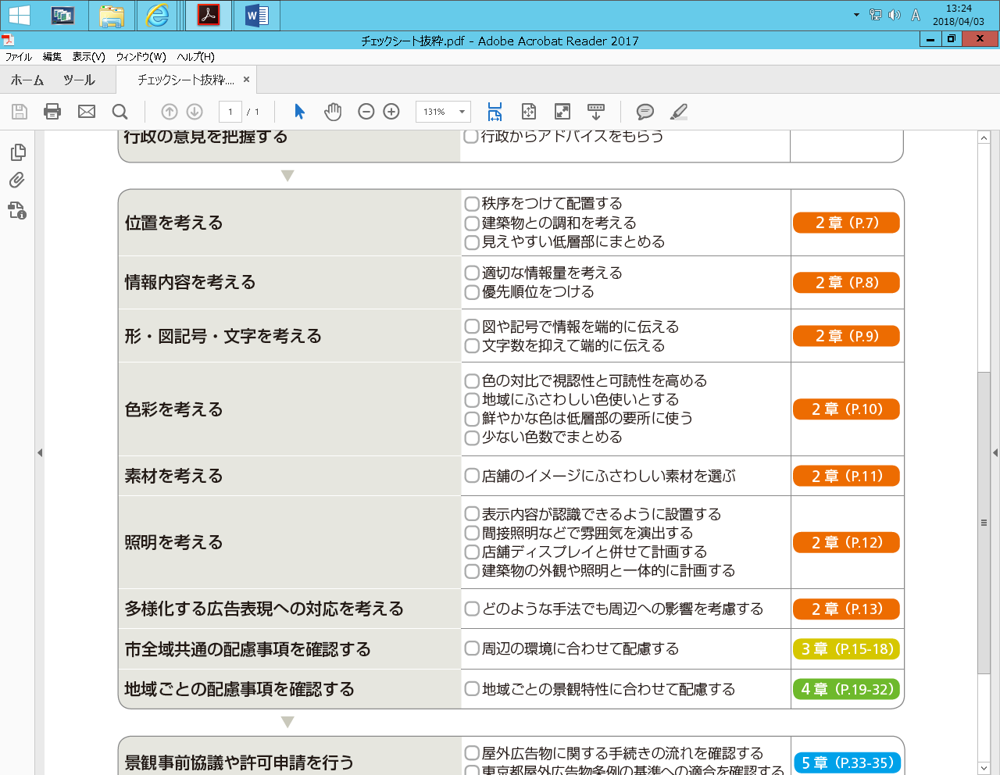 13:24
A
2018/04/03
チェックシート抜粋.pdf - Adobe Acrobat Reader 2017
ファイル 編集 表示(V) ウィンドウ(W) ヘルプ(H)
ホーム ツール チェックシート抜粋.... ×
1 / 1 131%
行政の意見を把握する 行政からアドバイスをもらう
位置を考える
秩序をつけて配置する
建築物との調和を考える
見えやすい低層部にまとめる
2 章（P.7）
情報内容を考える
適切な情報量を考える
優先順位をつける
2 章（P.8）
形・図記号・文字を考える
図や記号で情報を端的に伝える
文字数を抑えて端的に伝える
2 章（P.9）
色彩を考える
色の対比で視認性と可読性を高める
地域にふさわしい色使いとする
鮮やかな色は低層部の要所に使う
少ない色数でまとめる
2 章（P.10）
素材を考える
店舗のイメージにふさわしい素材を選ぶ
2 章（P.11）
照明を考える
表示内容が認識できるように設置する
間接照明などで雰囲気を演出する
店舗ディスプレイと併せて計画する
建築物の外観や照明と一体的に計画する
2 章（P.12）
多様化する広告表現への対応を考える
どのような手法でも周辺への影響を考慮する
2 章（P.13）
市全域共通の配慮事項を確認する
周辺の環境に合わせて配慮する
3 章（P.15-18）
地域ごとの配慮事項を確認する
地域ごとの景観特性に合わせて配慮する
4 章（P.19-32）
景観事前協議や許可申請を行う
屋外広告物に関する手続きの流れを確認する
東京都屋外広告物条例の基準への適合を確認する
5 章（P.33-35）